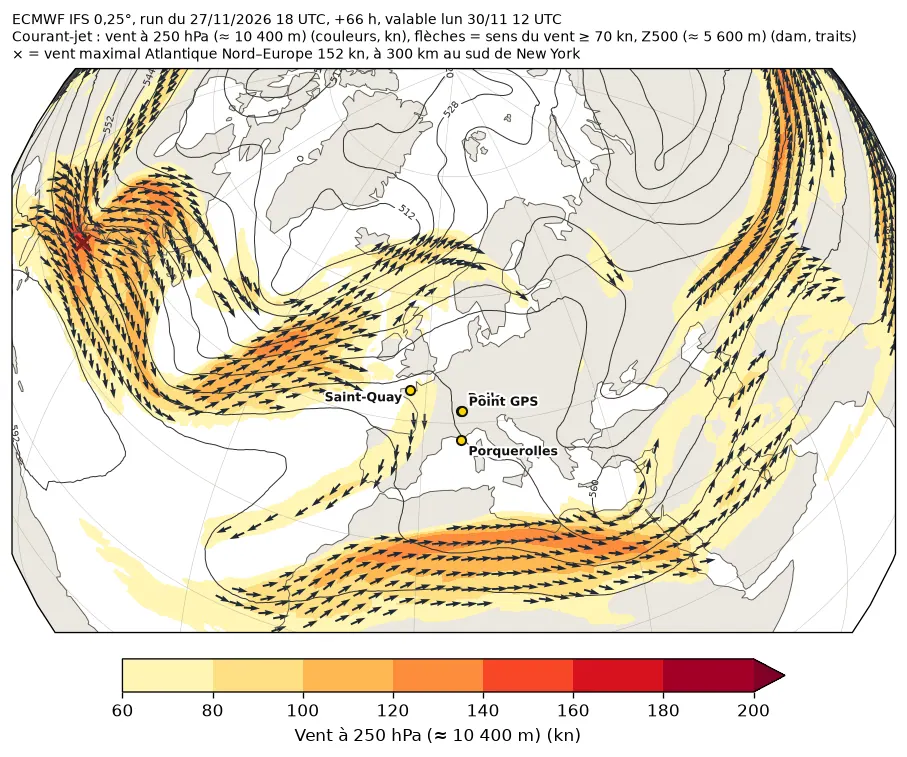 ECMWF IFS 0,25°, run du 27/11/2026 18 UTC, +66 h, valable lun 30/11 12 UTC
Courant-jet : vent à 250 hPa (≈ 10 400 m) (couleurs, kn), flèches = sens du vent ≥ 70 kn, Z500 (≈ 5 600 m) (dam, traits)
× = vent maximal Atlantique Nord–Europe 152 kn, à 300 km au sud de New York
544
552
528
512
592
560
Saint-Quay
Point GPS
Porquerolles
60 80 100 120 140 160 180 200
Vent à 250 hPa (≈ 10 400 m) (kn)